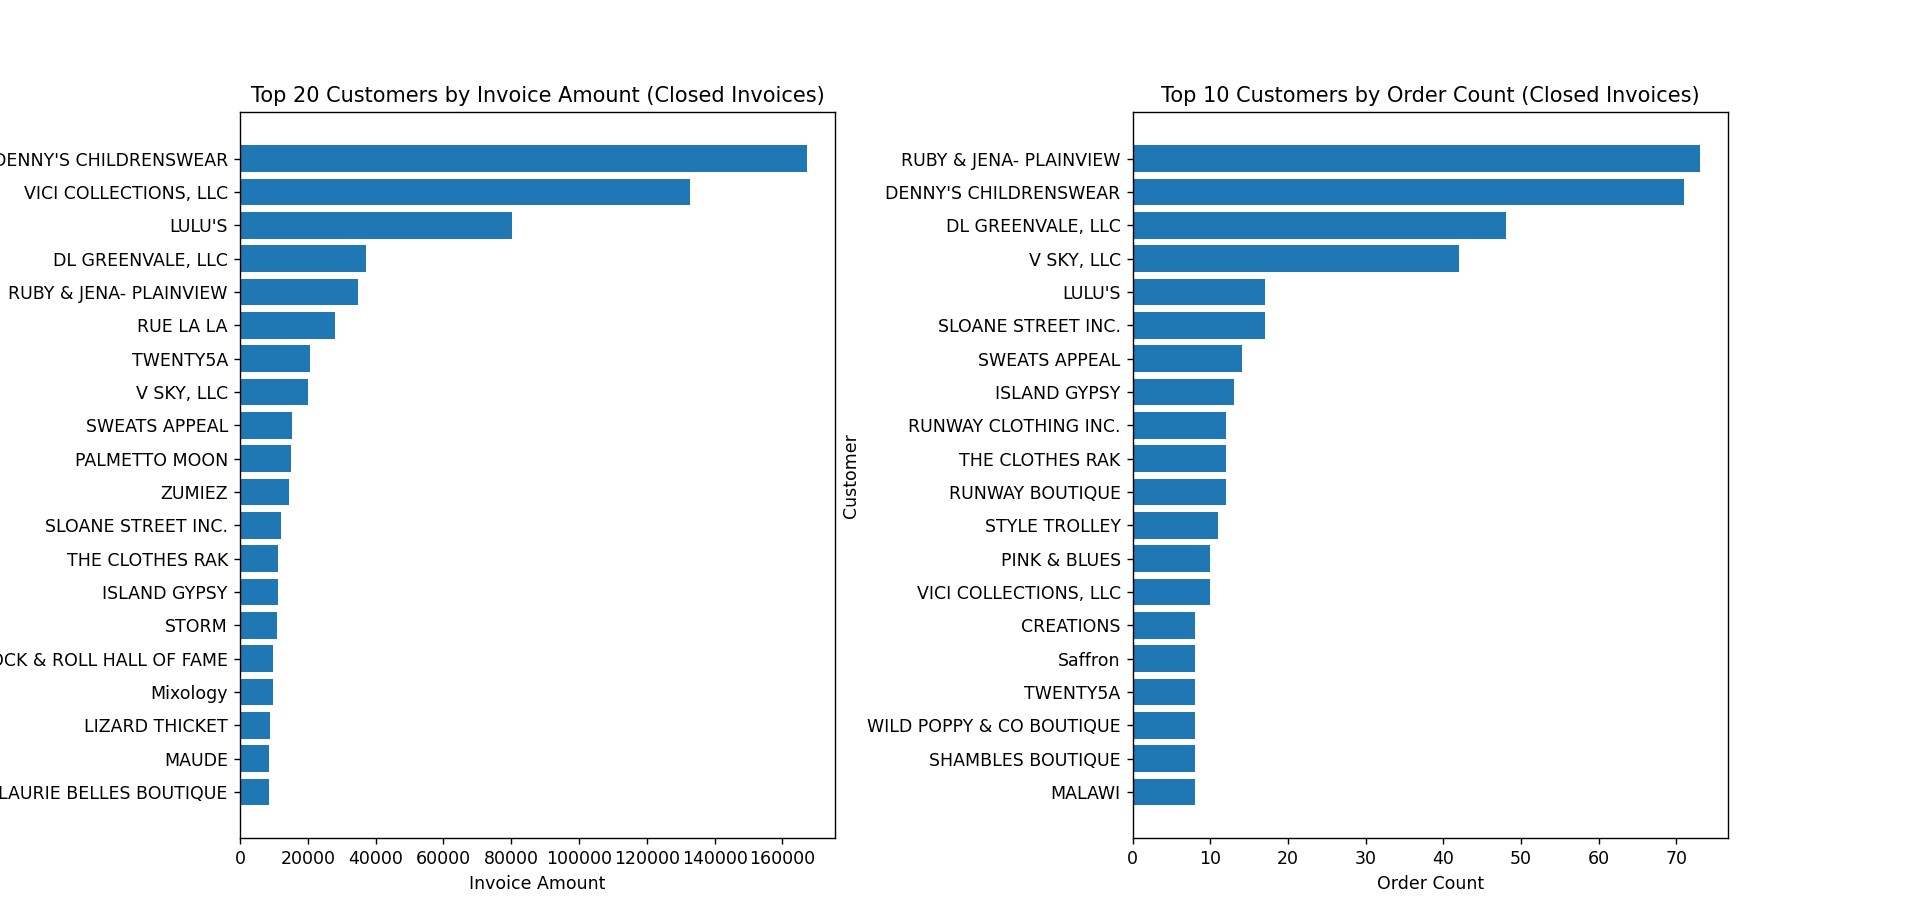 Top 20 Customers by Invoice Amount (Closed Invoices)
DENNY'S CHILDRENSWEAR
VICI COLLECTIONS, LLC
LULU'S
DL GREENVALE, LLC
RUBY & JENA- PLAINVIEW
RUE LA LA
TWENTY5A
V SKY, LLC
SWEATS APPEAL
PALMETTO MOON
ZUMIEZ
SLOANE STREET INC.
THE CLOTHES RAK
ISLAND GYPSY
STORM
OCK & ROLL HALL OF FAME
Mixology
LIZARD THICKET
MAUDE
LAURIE BELLES BOUTIQUE
0 20000 40000 60000 80000 100000 120000 140000 160000
Invoice Amount
Top 10 Customers by Order Count (Closed Invoices)
Customer
RUBY & JENA- PLAINVIEW
DENNY'S CHILDRENSWEAR
DL GREENVALE, LLC
V SKY, LLC
LULU'S
SLOANE STREET INC.
SWEATS APPEAL
ISLAND GYPSY
RUNWAY CLOTHING INC.
THE CLOTHES RAK
RUNWAY BOUTIQUE
STYLE TROLLEY
PINK & BLUES
VICI COLLECTIONS, LLC
CREATIONS
Saffron
TWENTY5A
WILD POPPY & CO BOUTIQUE
SHAMBLES BOUTIQUE
MALAWI
0 10 20 30 40 50 60 70
Order Count